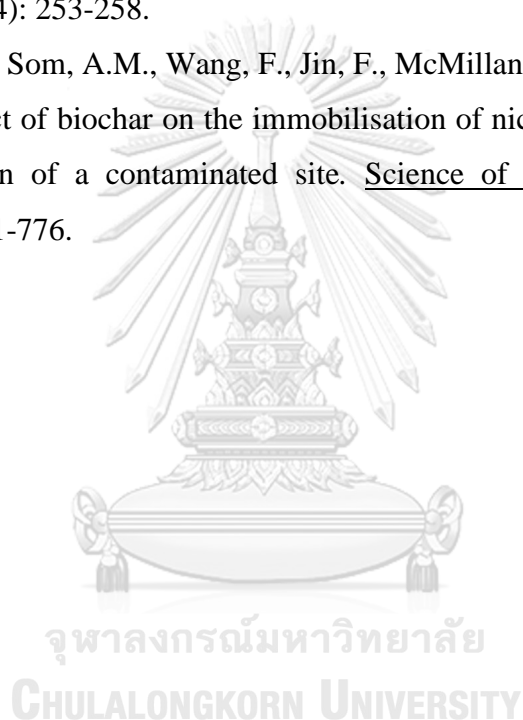 4): 253-258.
Som, A.M., Wang, F., Jin, F., McMillan
ct of biochar on the immobilisation of nic
n of a contaminated site. Science of
1-776.
จุฬาลงกรณ์มหาวิทยาลัย
CHULALONGKORN UNIVERSITY